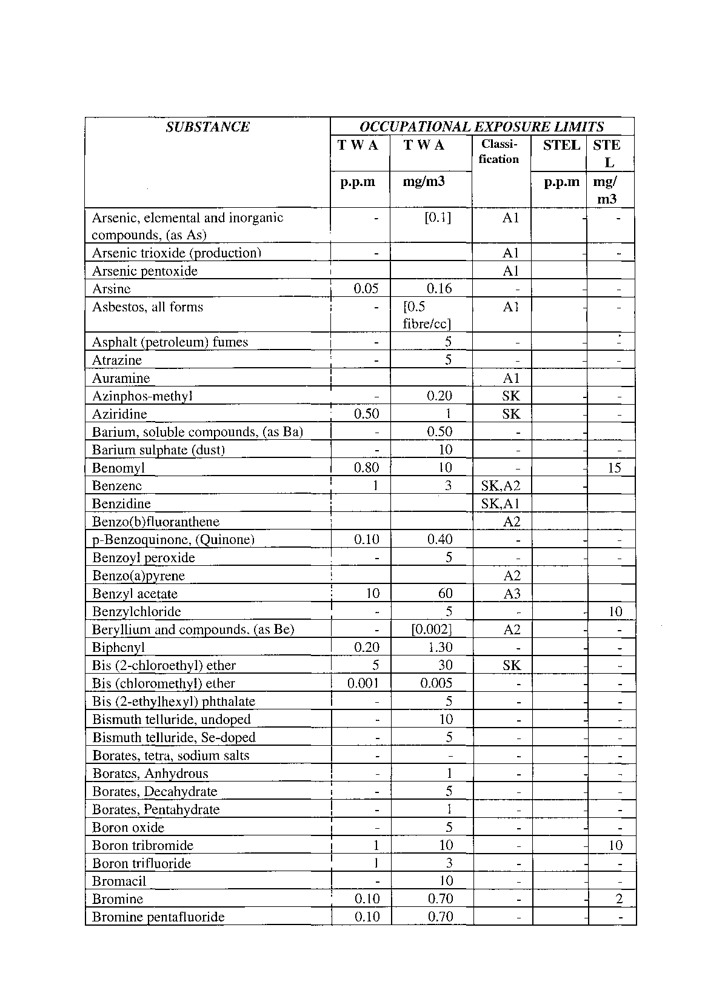 SUBSTANCE OCCUPATIONAL EXPOSURE LIMITS
T W A T W A Classi- STEL STE
fication L
p.p.m mg/m3 p.p.m mg/
m3
Arsenic, elemental and inorganic - [0.1] A1 - -
compounds, (as As)
Arsenic trioxide (production) - A1 - -
Arsenic pentoxide A1
Arsine 0.05 0.16 - - -
Asbestos, all forms - [0.5 A1 - -
fibre/cc]
Asphalt (petroleum) fumes - 5 - - -
Atrazine - 5 - - -
Auramine A1
Azinphos-methyl - 0.20 SK - -
Aziridine 0.50 1 SK - -
Barium, soluble compounds, (as Ba) - 0.50 - -
Barium sulphate (dust) - 10 - - -
Benomyl 0.80 10 - - 15
Benzene 1 3 SK,A2 -
Benzidine SK,A1
Benzo(b)fluoranthene A2
p-Benzoquinone, (Quinone) 0.10 0.40 - - -
Benzoyl peroxide - 5 - - -
Benzo(a)pyrene A2
Benzyl acetate 10 60 A3
Benzylchloride - 5 - - 10
Beryllium and compounds, (as Be) - [0.002] A2 - -
Biphenyl 0.20 1.30 - - -
Bis (2-chloroethyl) ether 5 30 SK - -
Bis (chloromethyl) ether 0.001 0.005 - - -
Bis (2-ethylhexyl) phthalate - 5 - - -
Bismuth telluride, undoped - 10 - - -
Bismuth telluride, Se-doped - 5 - - -
Borates, tetra, sodium salts - - - - -
Borates, Anhydrous - 1 - - -
Borates, Decahydrate - 5 - - -
Borates, Pentahydrate - 1 - - -
Boron oxide - 5 - - -
Boron tribromide 1 10 - - 10
Boron trifluoride 1 3 - - -
Bromacil - 10 - - -
Bromine 0.10 0.70 - - 2
Bromine pentafluoride 0.10 0.70 - - -